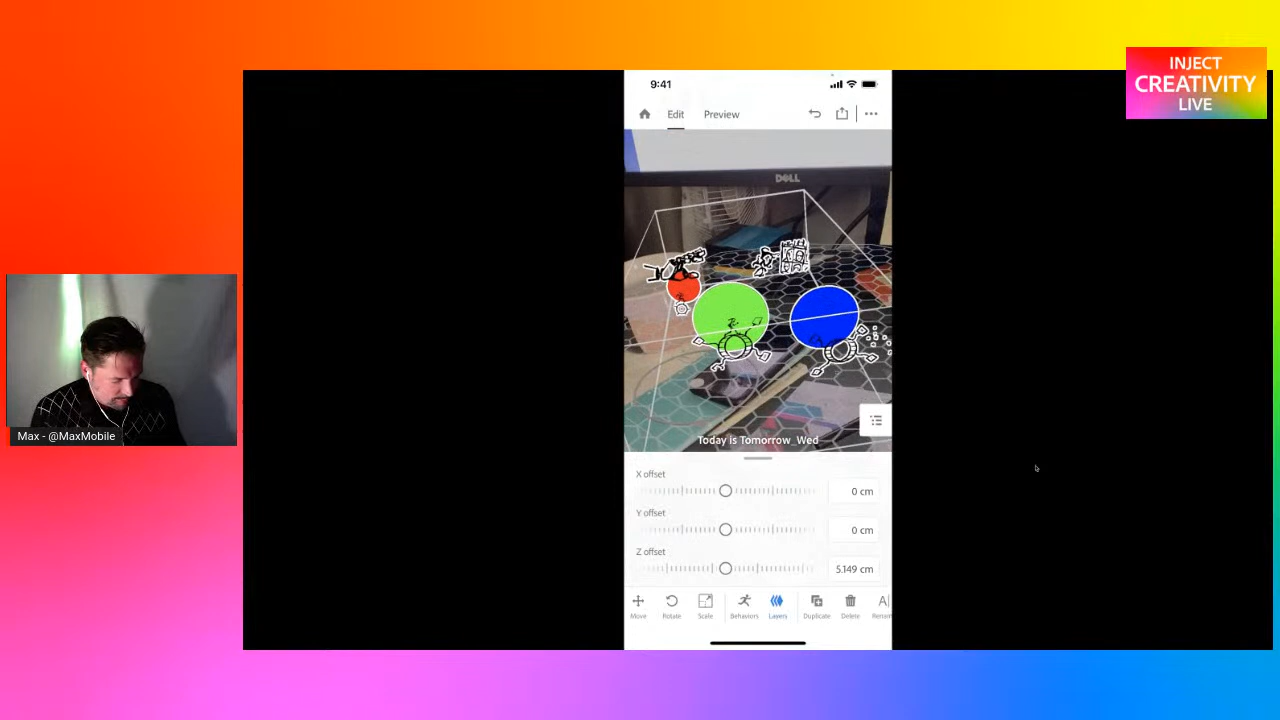 INJECT
CREATIVITY
LIVE
9:41
Edit
Preview
DELL
Today is Tomorrow_Wed
X offset
0 cm
Y offset
0 cm
Z offset
5.149 cm
Move
Rotate
Scale
Behaviors
Layers
Duplicate
Delete
Renam
Max - @MaxMobile